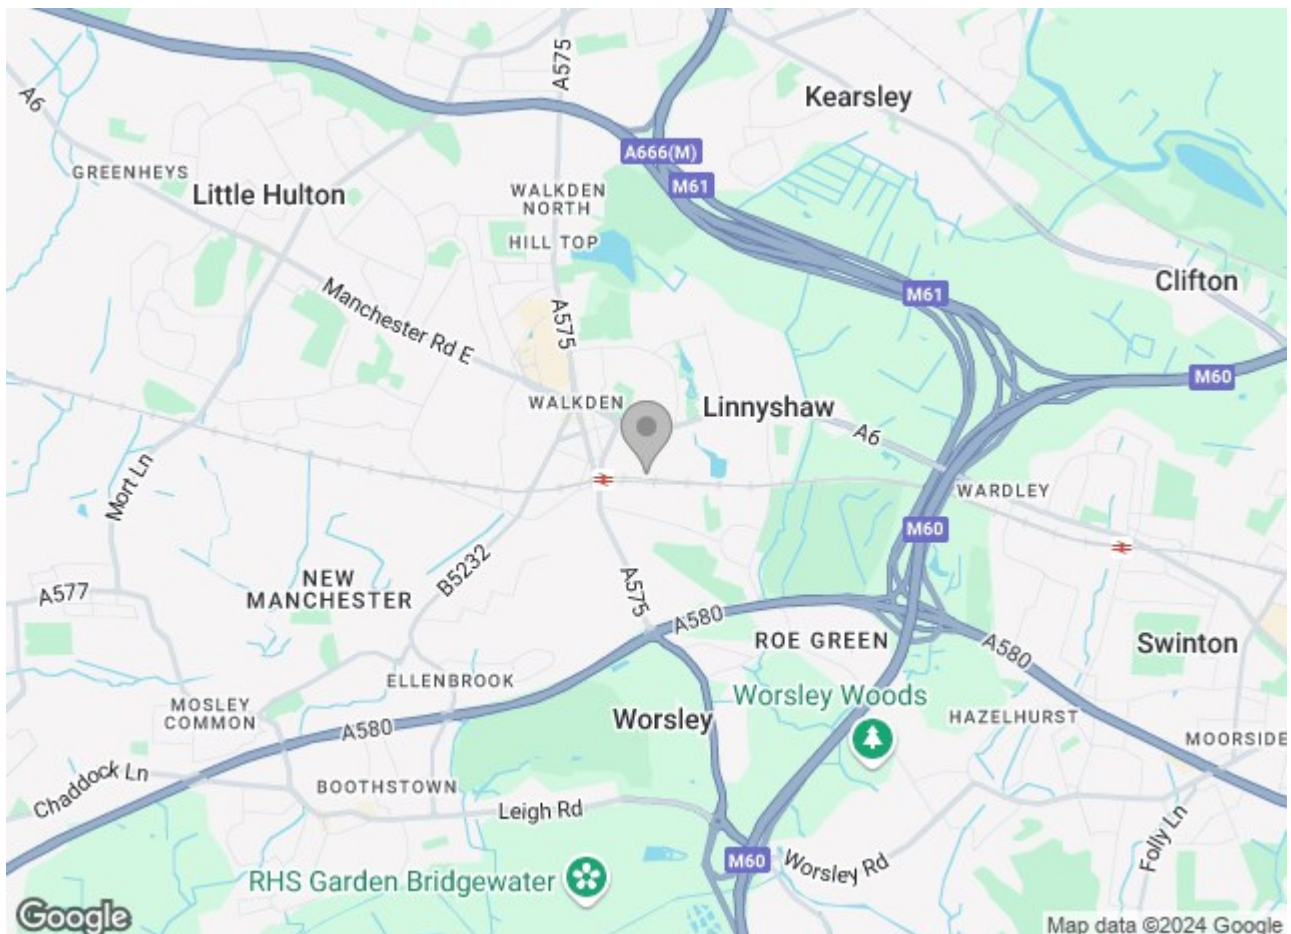 A575
A6
Kearsley
A666(M)
GREENHEYS
M61
Little Hulton
WALKDEN
NORTH
HILL TOP
Clifton
M61
Manchester Rd E
A575
M60
WALKDEN
Linnyshaw
A6
Mort Ln
WARDLEY
M60
NEW
MANCHESTER
B5232
A575
A577
A580
ROE GREEN
A580
Swinton
ELLENBROOK
Worsley Woods
MOSLEY
COMMON
Worsley
HAZELHURST
A580
MOORSIDE
Chaddock Ln
BOOTHSTOWN
Leigh Rd
Folly Ln
M60
Worsley Rd
RHS Garden Bridgewater
Google
Map data ©2024 Google